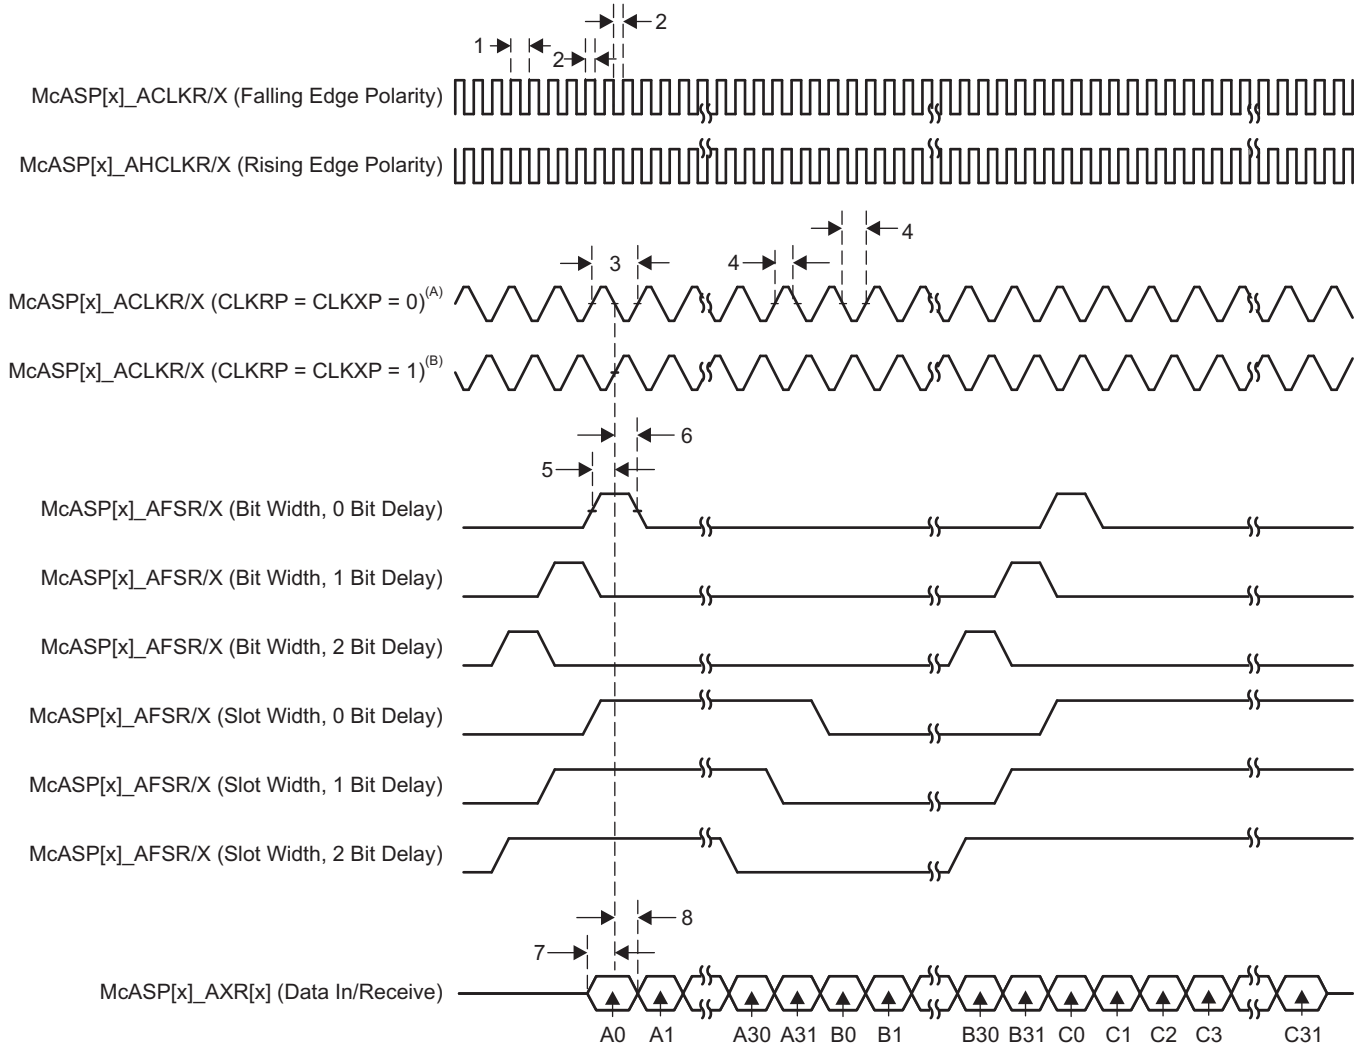 2
1
2
McASP[x]_ACLKR/X (Falling Edge Polarity)
McASP[x]_AHCLKR/X (Rising Edge Polarity)
4
3
4
McASP[x]_ACLKR/X (CLKRP = CLKXP = 0)(A)
McASP[x]_ACLKR/X (CLKRP = CLKXP = 1)(B)
6
5
McASP[x]_AFSR/X (Bit Width, 0 Bit Delay)
McASP[x]_AFSR/X (Bit Width, 1 Bit Delay)
McASP[x]_AFSR/X (Bit Width, 2 Bit Delay)
McASP[x]_AFSR/X (Slot Width, 0 Bit Delay)
McASP[x]_AFSR/X (Slot Width, 1 Bit Delay)
McASP[x]_AFSR/X (Slot Width, 2 Bit Delay)
8
7
McASP[x]_AXR[x] (Data In/Receive)
A0 A1 A30 A31 B0 B1 B30 B31 C0 C1 C2 C3 C31